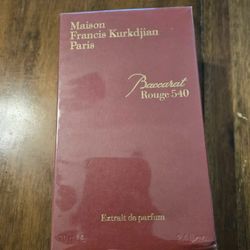 Maison
Francis Kurkdjian
Paris
Baccarat
Rouge 540
Extrait de parfum